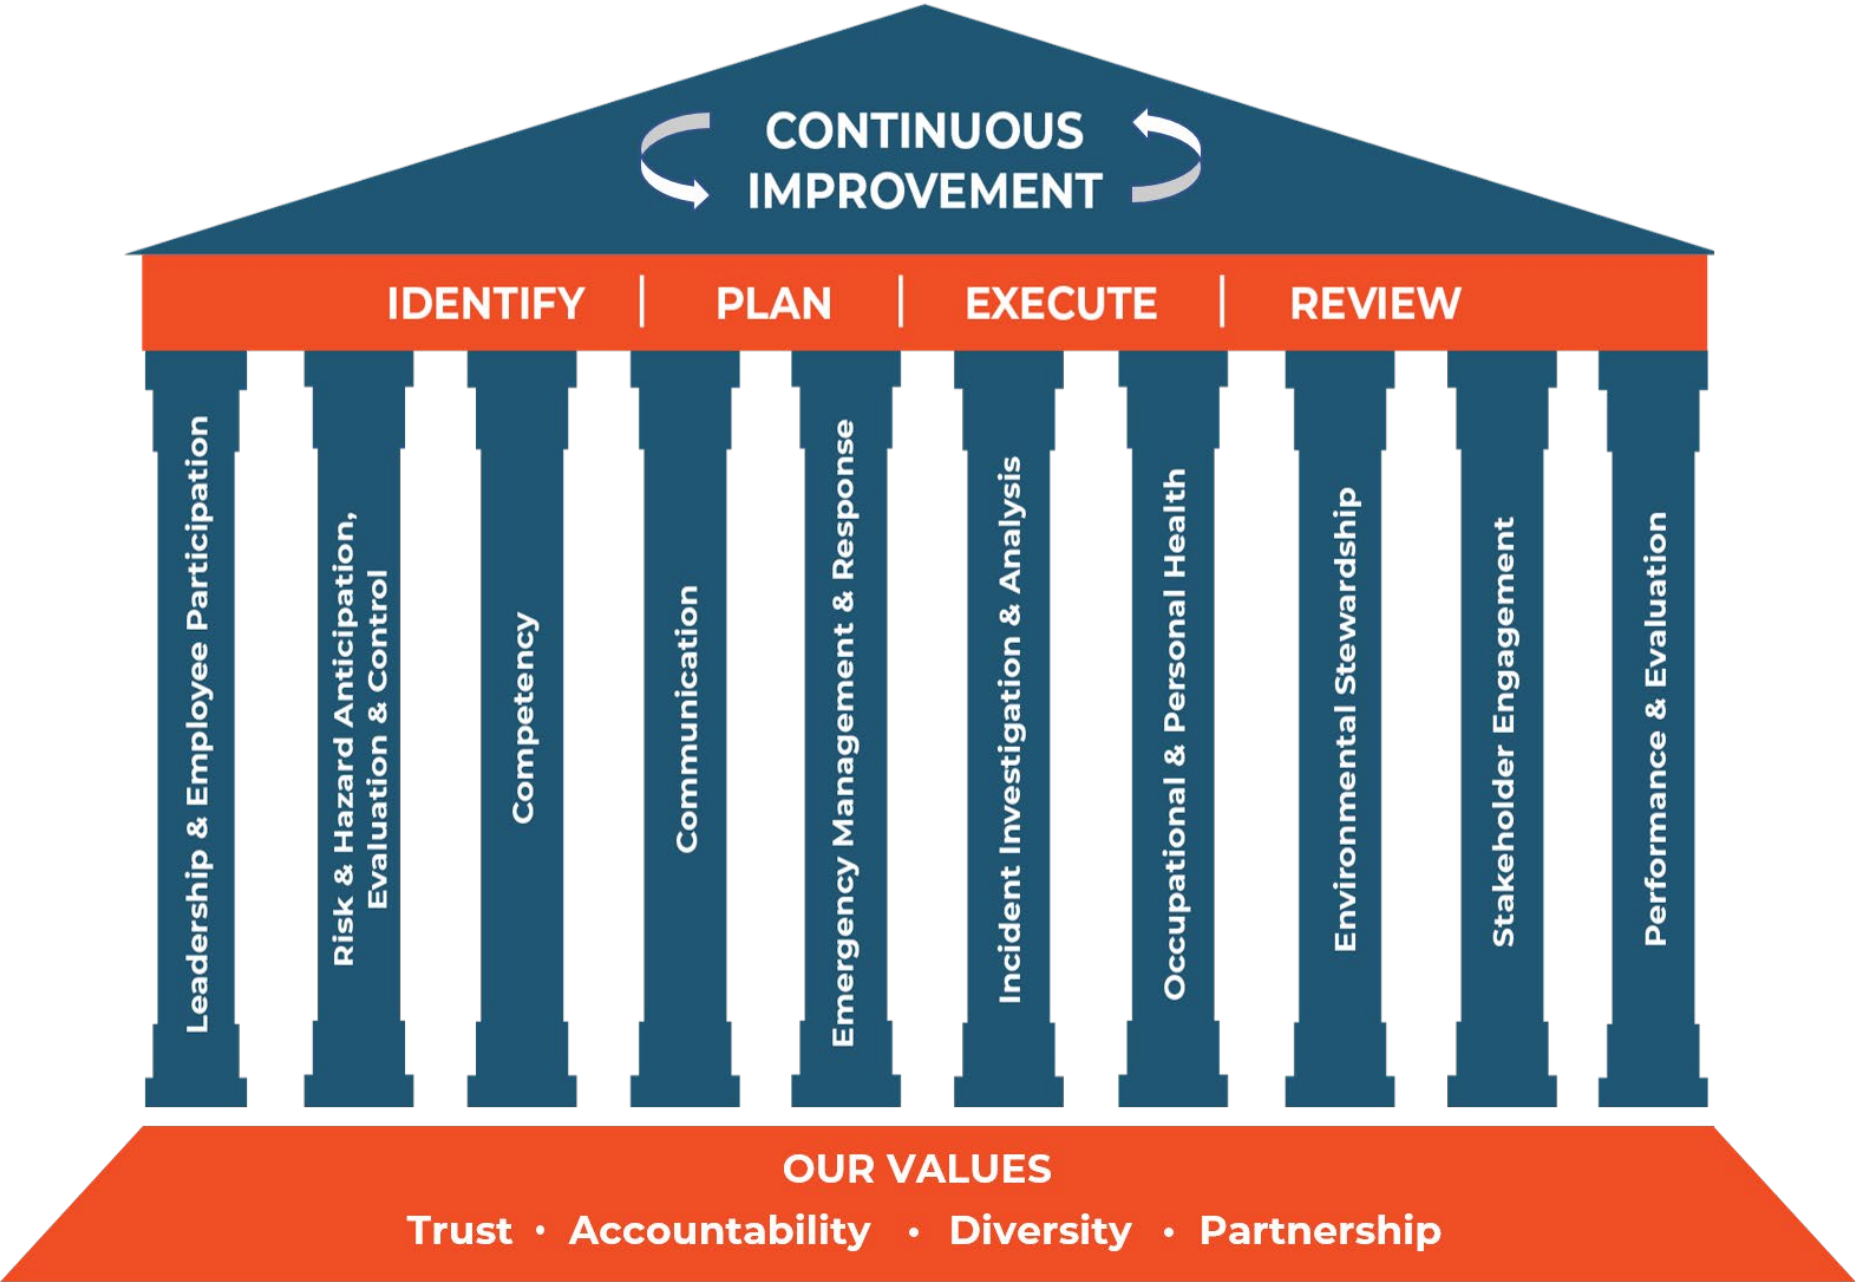 CONTINUOUS
IMPROVEMENT
IDENTIFY | PLAN | EXECUTE | REVIEW
Leadership & Employee Participation
Risk & Hazard Anticipation,
Evaluation & Control
Competency
Communication
Emergency Management & Response
Incident Investigation & Analysis
Occupational & Personal Health
Environmental Stewardship
Stakeholder Engagement
Performance & Evaluation
OUR VALUES
Trust • Accountability • Diversity • Partnership